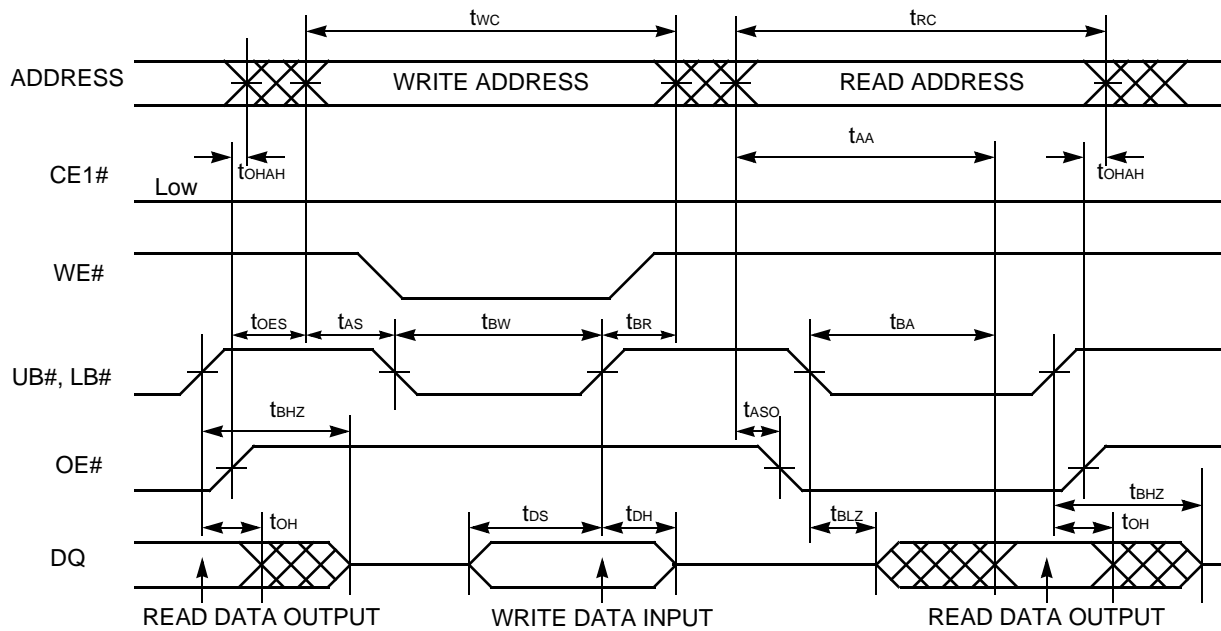 tWC tRC
ADDRESS WRITE ADDRESS READ ADDRESS
tAA
CE1# tOHAH tOHAH
Low
WE#
tOES tAS tBW tBR tBA
UB#, LB#
tBHZ tASO
OE#
tBHZ
tOH tDS tDH tBLZ tOH
DQ
READ DATA OUTPUT WRITE DATA INPUT READ DATA OUTPUT